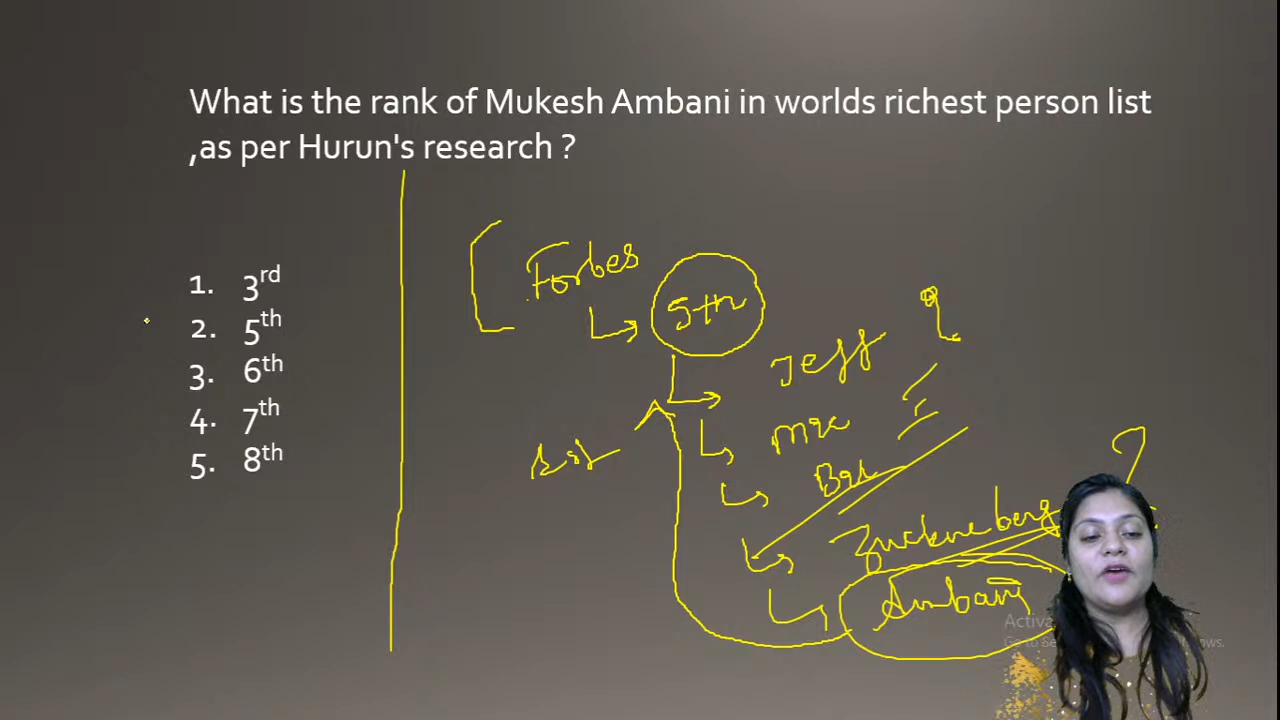 What is the rank of Mukesh Ambani in worlds richest person list
,as per Hurun's research ?
1. 3rd
2. 5th
3. 6th
4. 7th
5. 8th
Forbes
5th
Jeff
Zuckneberg
Ambani